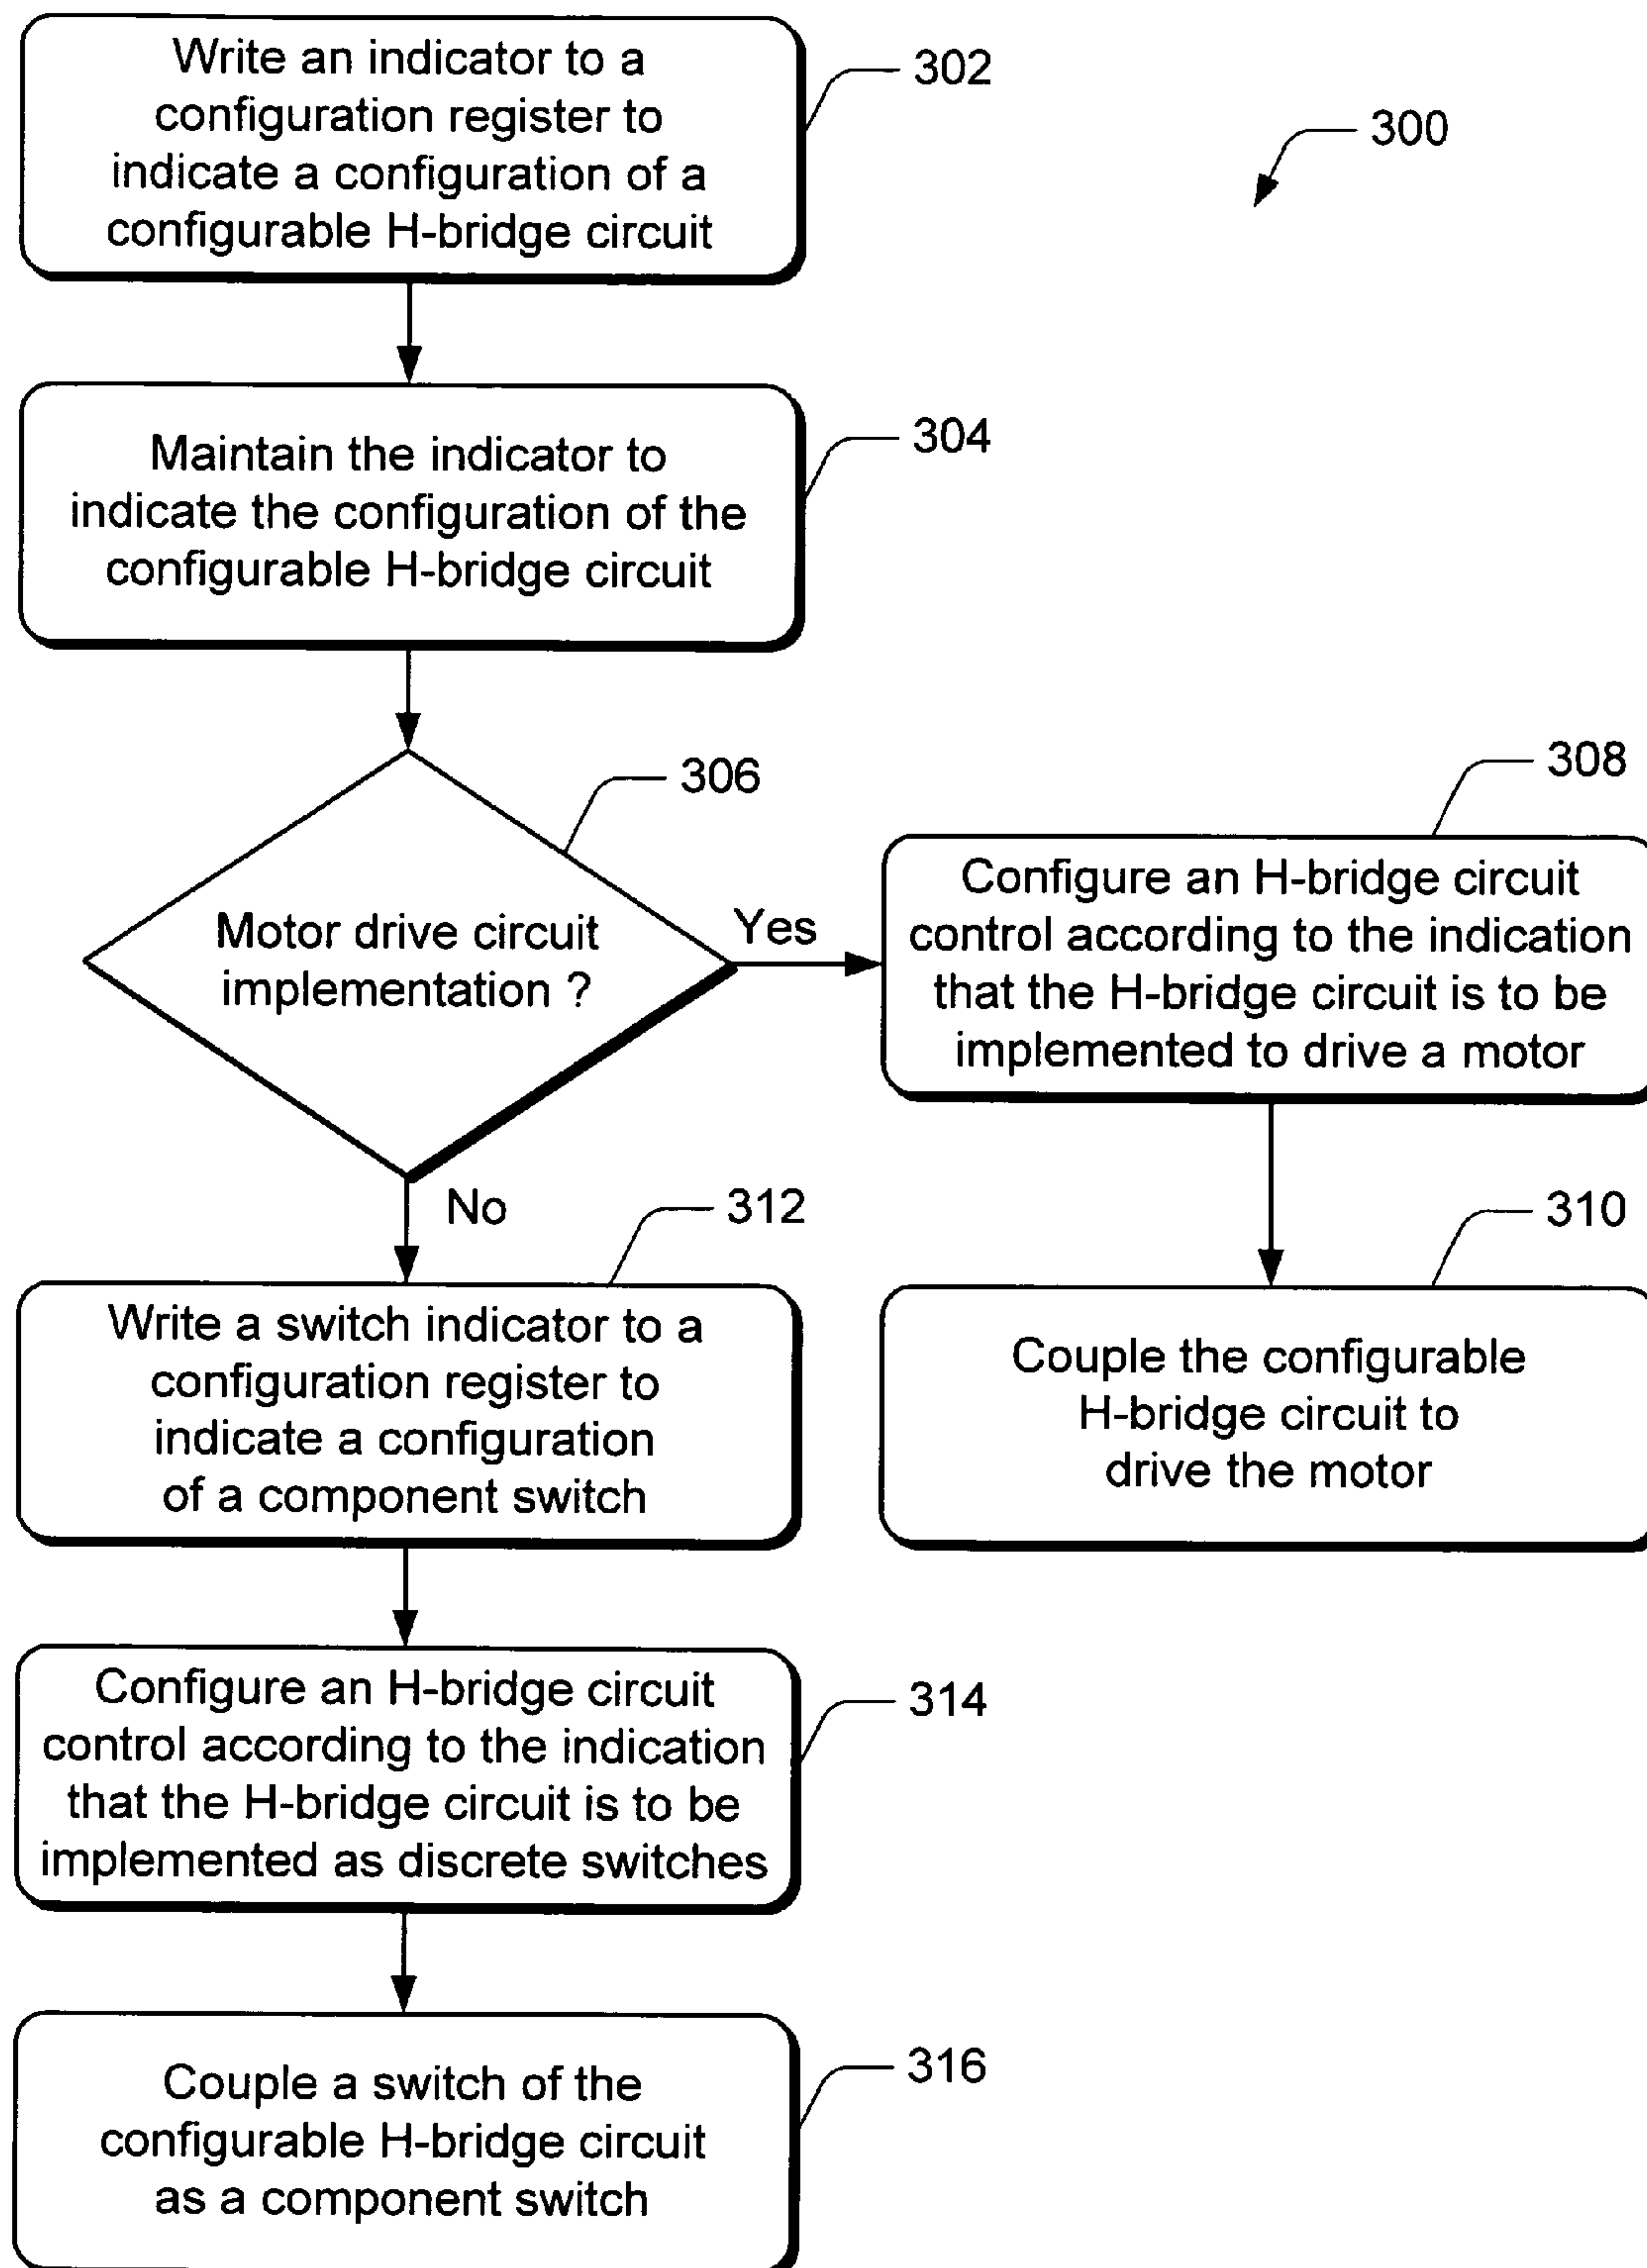 Write an indicator to a
configuration register to
indicate a configuration of a
configurable H-bridge circuit
302
300
Maintain the indicator to
indicate the configuration of the
configurable H-bridge circuit
304
306
Motor drive circuit
implementation ?
Yes
308
Configure an H-bridge circuit
control according to the indication
that the H-bridge circuit is to be
implemented to drive a motor
No
312
310
Write a switch indicator to a
configuration register to
indicate a configuration
of a component switch
Couple the configurable
H-bridge circuit to
drive the motor
Configure an H-bridge circuit
control according to the indication
that the H-bridge circuit is to be
implemented as discrete switches
314
Couple a switch of the
configurable H-bridge circuit
as a component switch
316